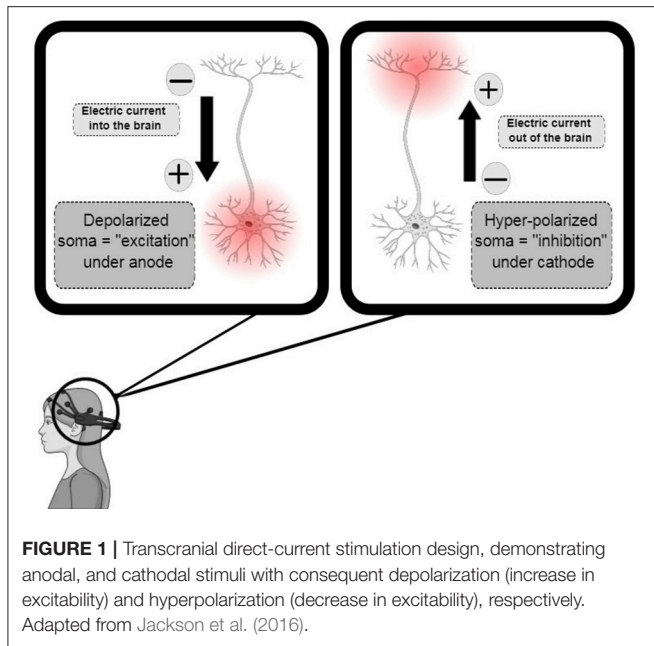 −
Electric current
into the brain
+
Depolarized
soma = "excitation"
under anode
+
Electric current
out of the brain
−
Hyper-polarized
soma = "inhibition"
under cathode
FIGURE 1 | Transcranial direct-current stimulation design, demonstrating
anodal, and cathodal stimuli with consequent depolarization (increase in
excitability) and hyperpolarization (decrease in excitability), respectively.
Adapted from Jackson et al. (2016).